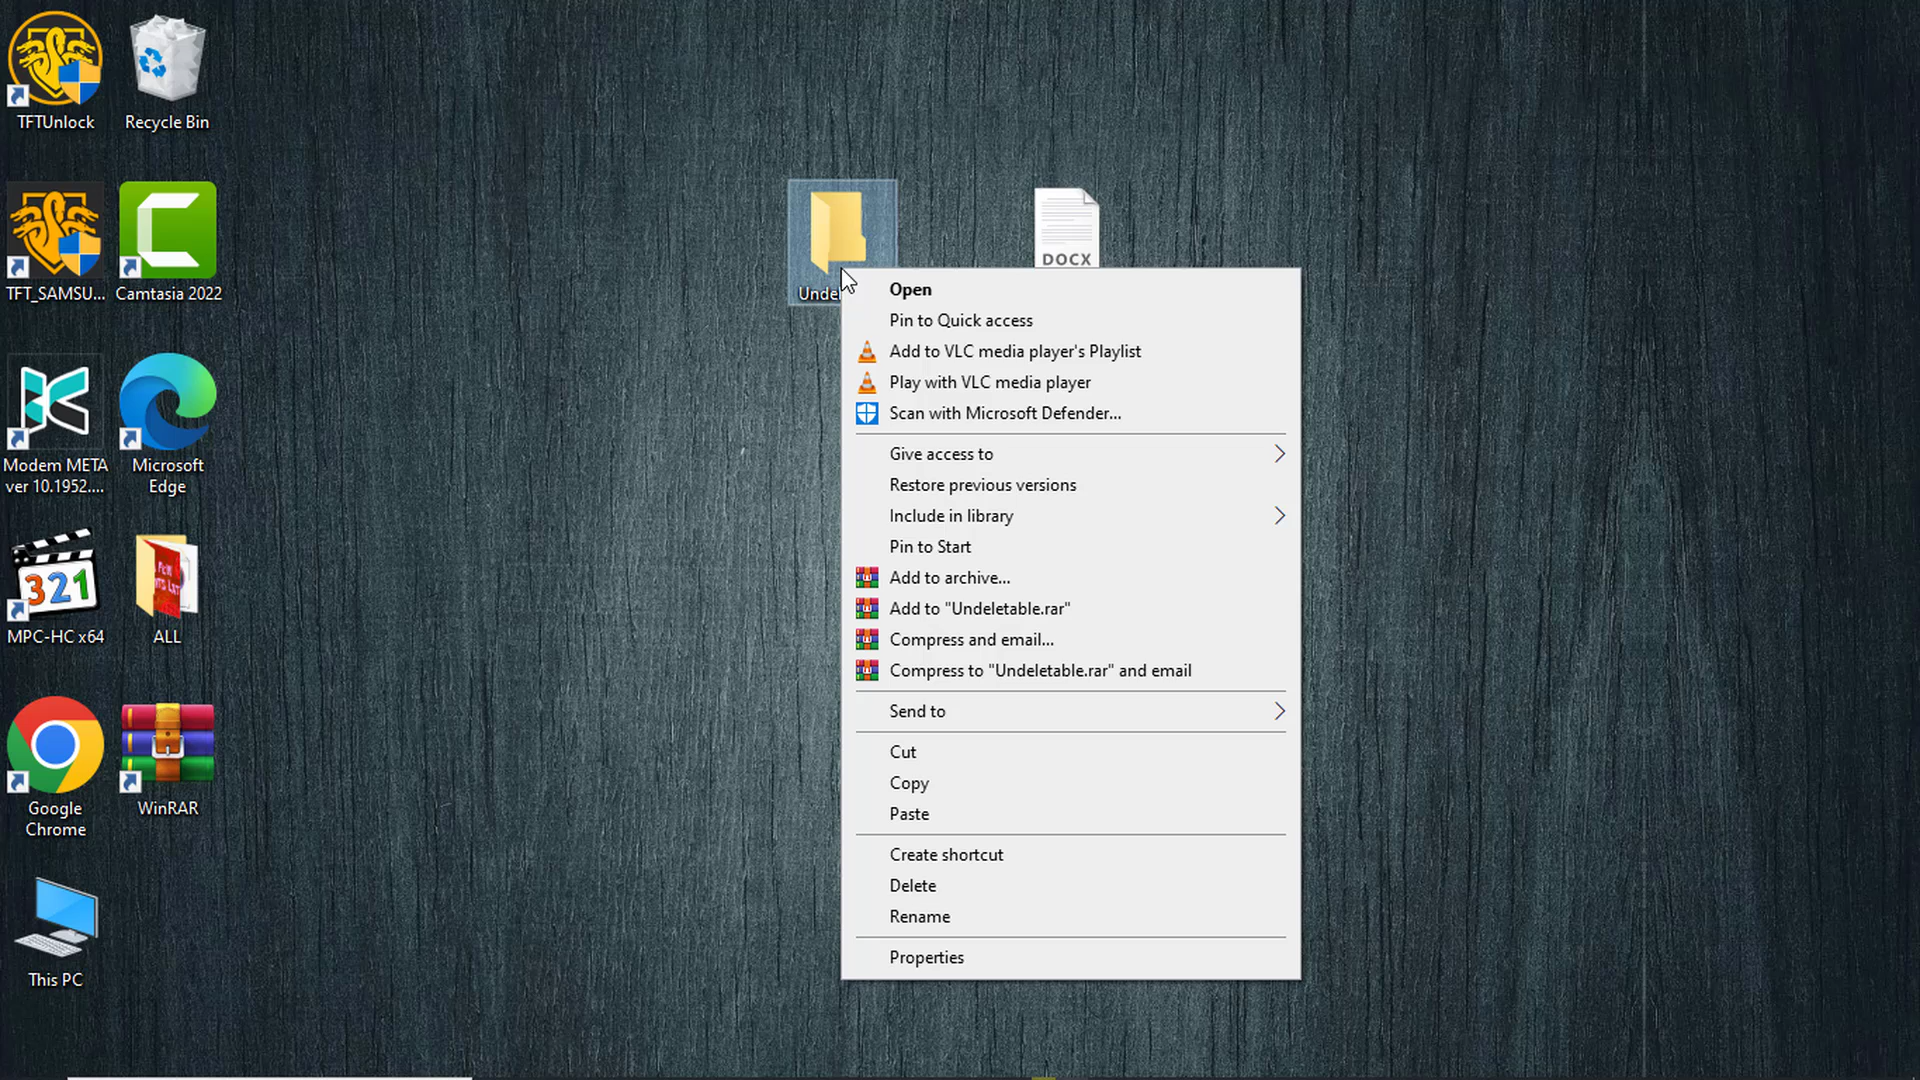 TFTUnlock
Recycle Bin
TFT_SAMSU...
Camtasia 2022
Modem META
ver 10.1952....
Microsoft
Edge
321
MPC-HC x64
ALL
Google
Chrome
WinRAR
This PC
DOCX
Open
Pin to Quick access
Add to VLC media player's Playlist
Play with VLC media player
Scan with Microsoft Defender...
Give access to
Restore previous versions
Include in library
Pin to Start
Add to archive...
Add to "Undeletable.rar"
Compress and email...
Compress to "Undeletable.rar" and email
Send to
Cut
Copy
Paste
Create shortcut
Delete
Rename
Properties